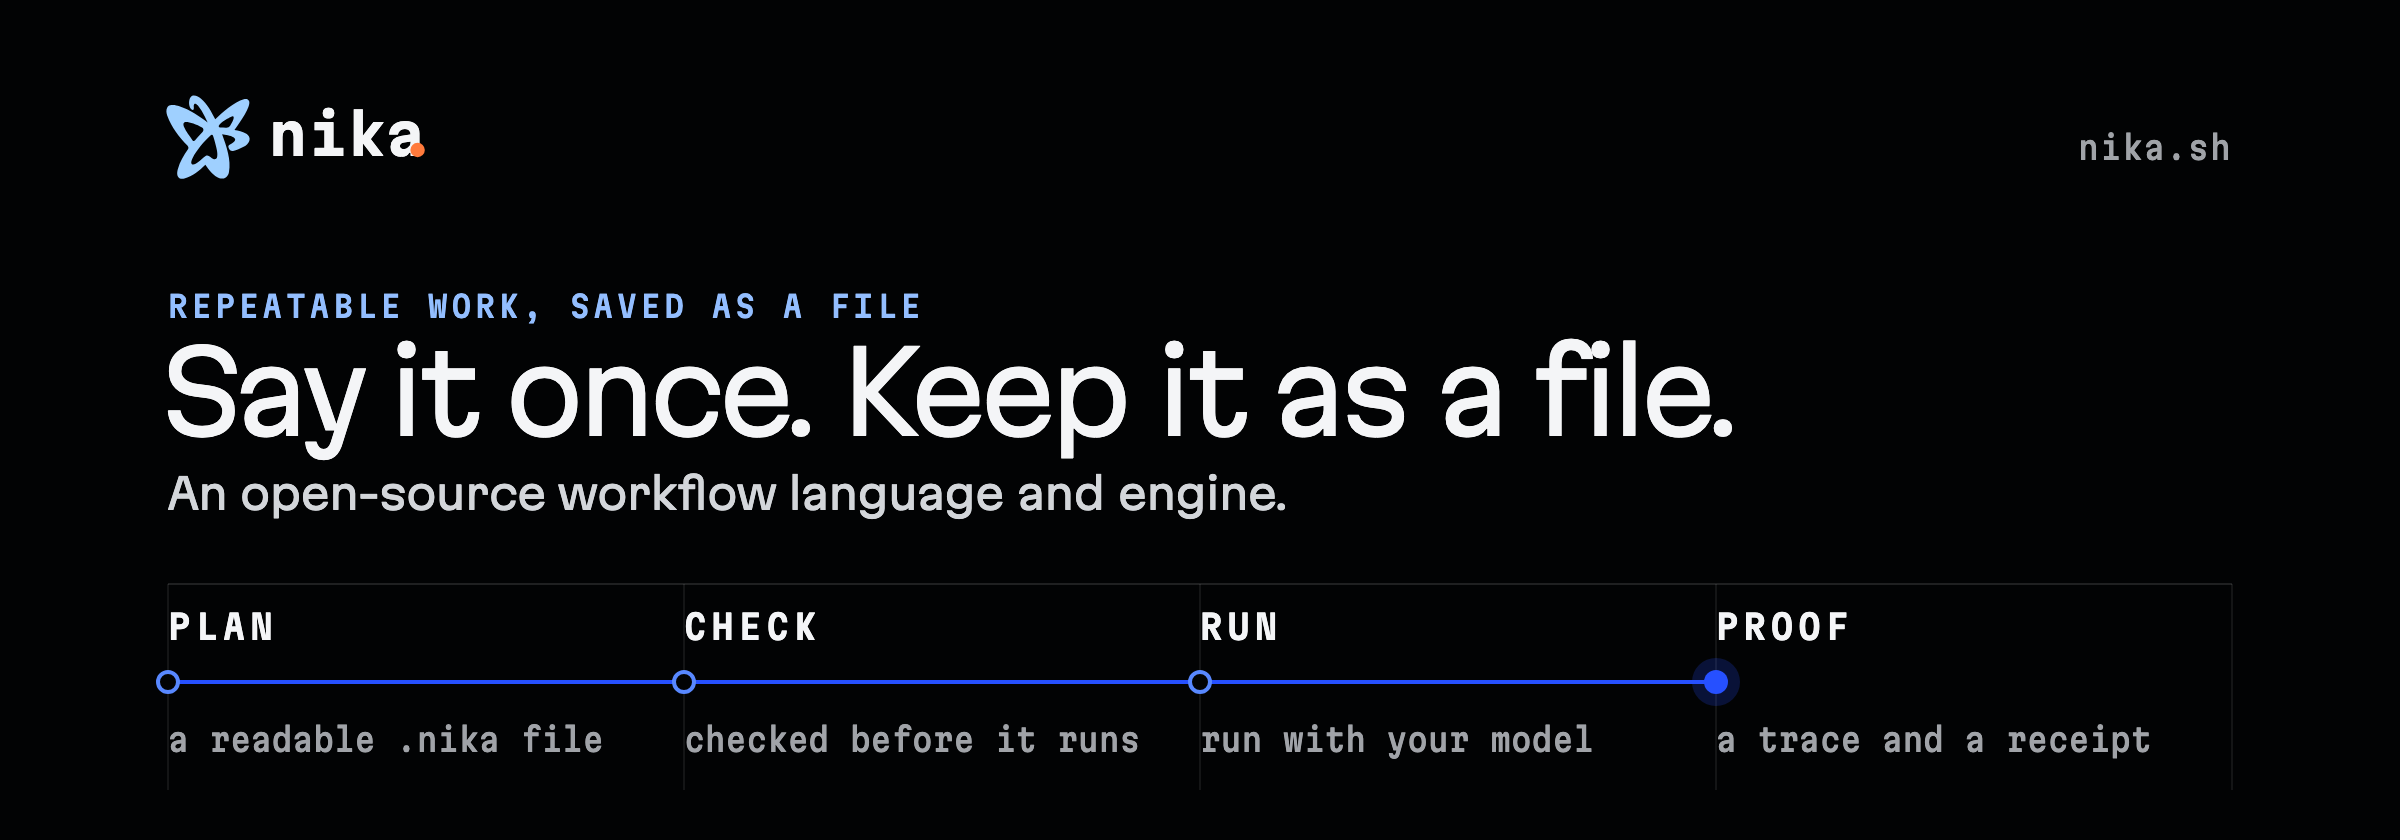 nika
nika.sh
REPEATABLE WORK, SAVED AS A FILE
Say it once. Keep it as a file.
An open-source workflow language and engine.
PLAN
a readable .nika file
CHECK
checked before it runs
RUN
run with your model
PROOF
a trace and a receipt